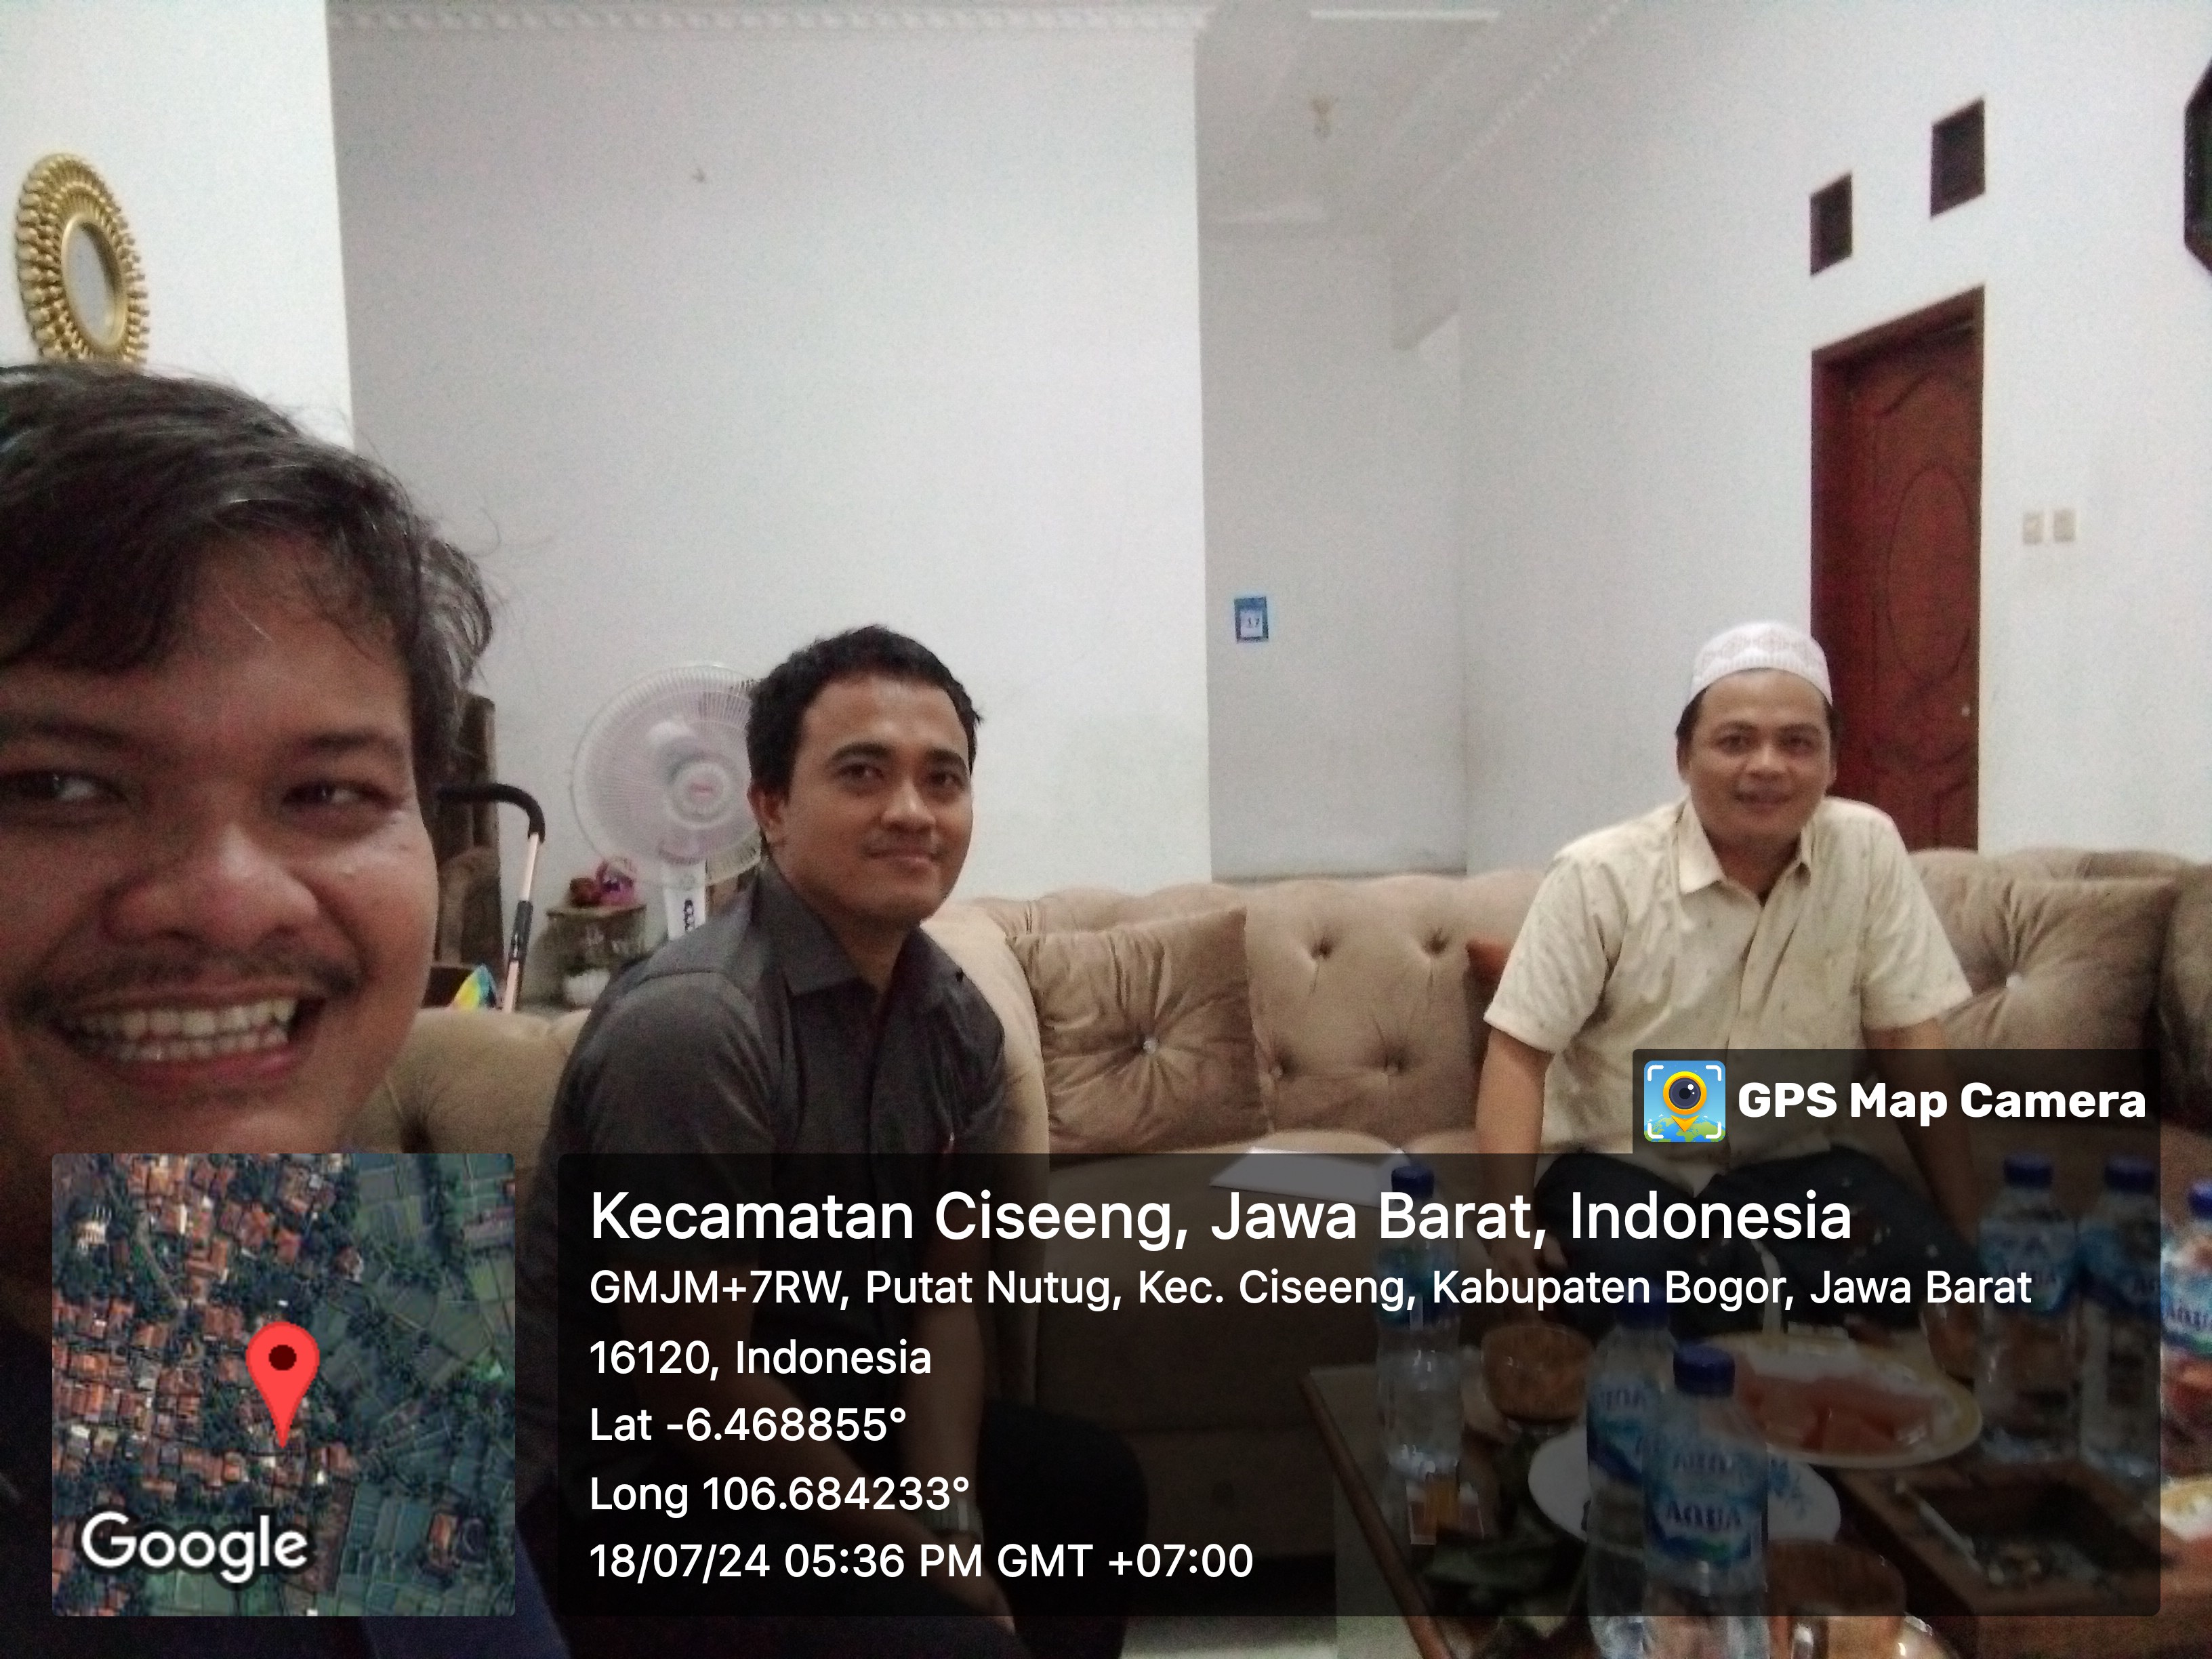 17
GPS Map Camera
Kecamatan Ciseeng, Jawa Barat, Indonesia
GMJM+7RW, Putat Nutug, Kec. Ciseeng, Kabupaten Bogor, Jawa Barat
16120, Indonesia
Lat -6.468855°
Long 106.684233°
18/07/24 05:36 PM GMT +07:00
Google
AQUA